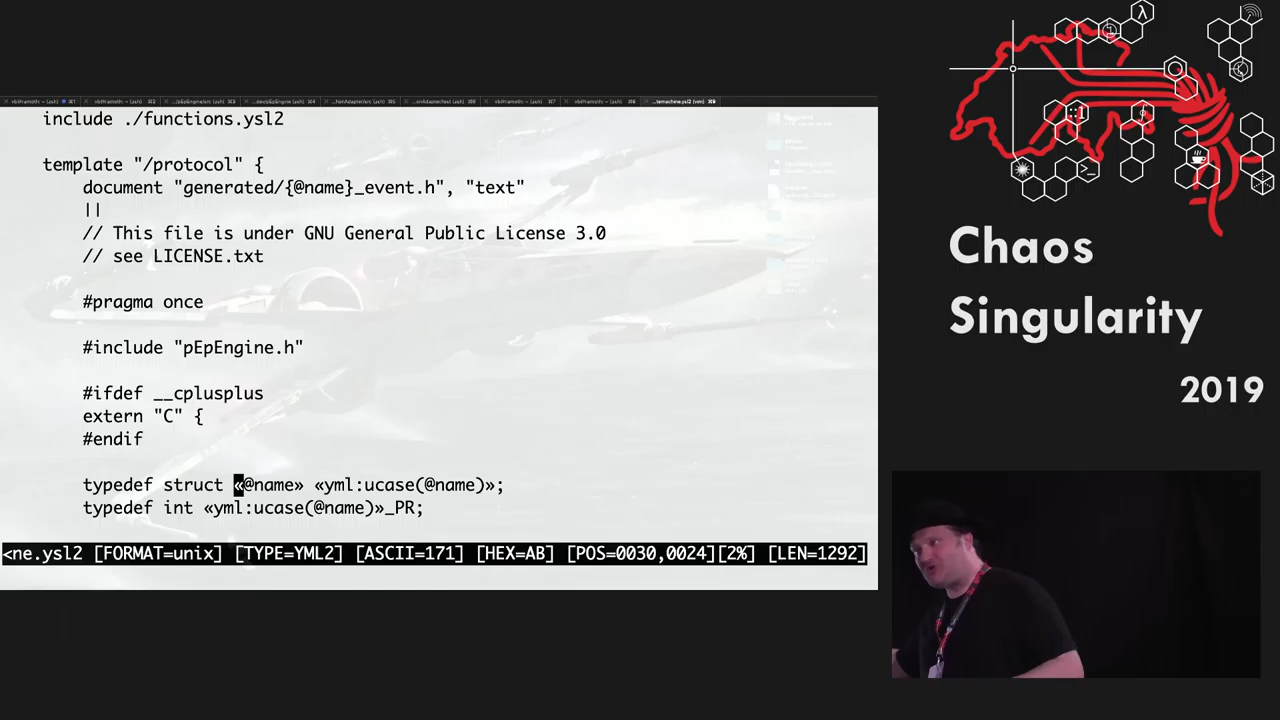 include ./functions.ysl2
template "/protocol" {
document "generated/{@name}_event.h", "text"
||
// This file is under GNU General Public License 3.0
// see LICENSE.txt
#pragma once
#include "pEpEngine.h"
#ifdef __cplusplus
extern "C" {
#endif
typedef struct «@name» «yml:ucase(@name)»;
typedef int «yml:ucase(@name)»_PR;
<ne.ysl2 [FORMAT=unix] [TYPE=YML2] [ASCII=171] [HEX=AB] [POS=0030,0024][2%] [LEN=1292]
Chaos
Singularity
2019